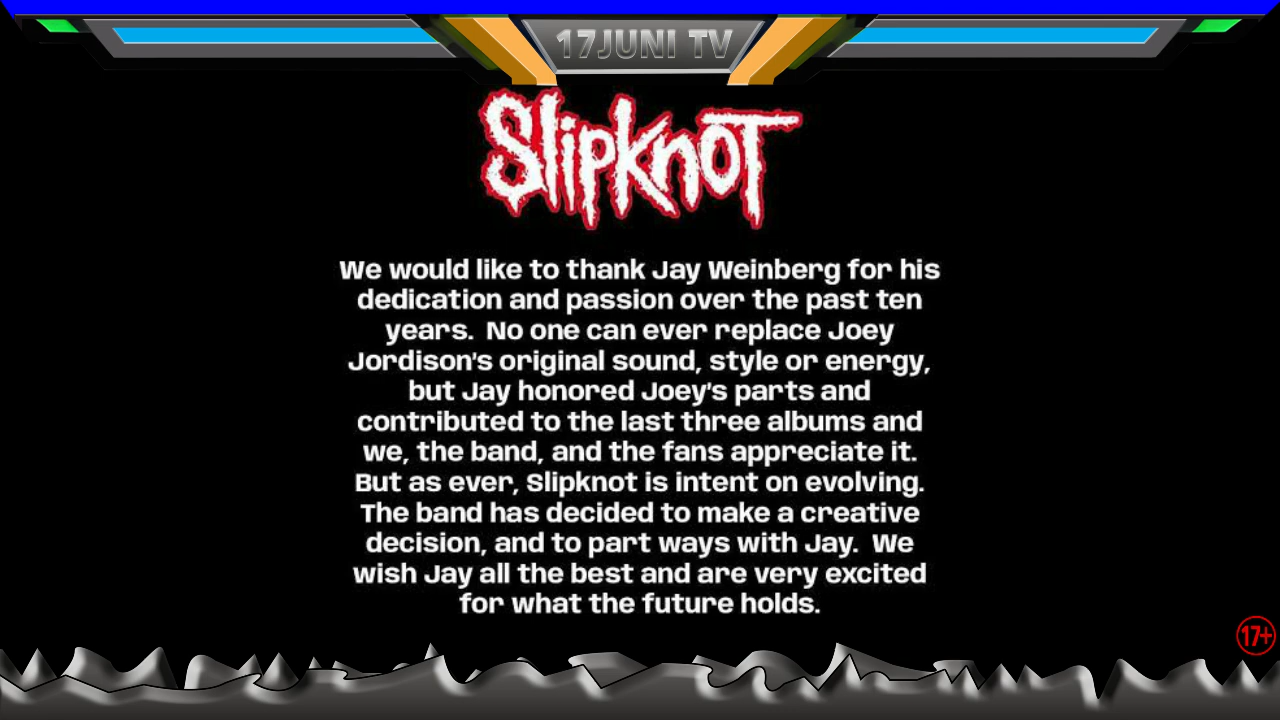 17JUNI TV
Slipknot
We would like to thank Jay Weinberg for his
dedication and passion over the past ten
years.  No one can ever replace Joey
Jordison's original sound, style or energy,
but Jay honored Joey's parts and
contributed to the last three albums and
we, the band, and the fans appreciate it.
But as ever, Slipknot is intent on evolving.
The band has decided to make a creative
decision, and to part ways with Jay.  We
wish Jay all the best and are very excited
for what the future holds.
17+